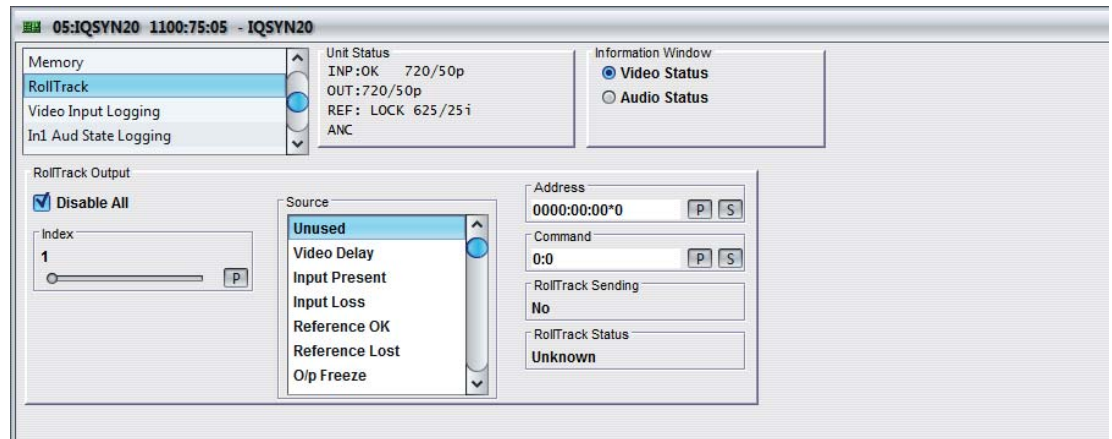 05:IQSYN20 1100:75:05 - IQSYN20
Memory
RollTrack
Video Input Logging
In1 Aud State Logging
Unit Status
INP:OK 720/50p
OUT:720/50p
REF: LOCK 625/25i
ANC
Information Window
Video Status
Audio Status
RollTrack Output
Disable All
Index
1
P
Source
Unused
Video Delay
Input Present
Input Loss
Reference OK
Reference Lost
O/p Freeze
Address
0000:00:00*0
P S
Command
0:0
P S
RollTrack Sending
No
RollTrack Status
Unknown